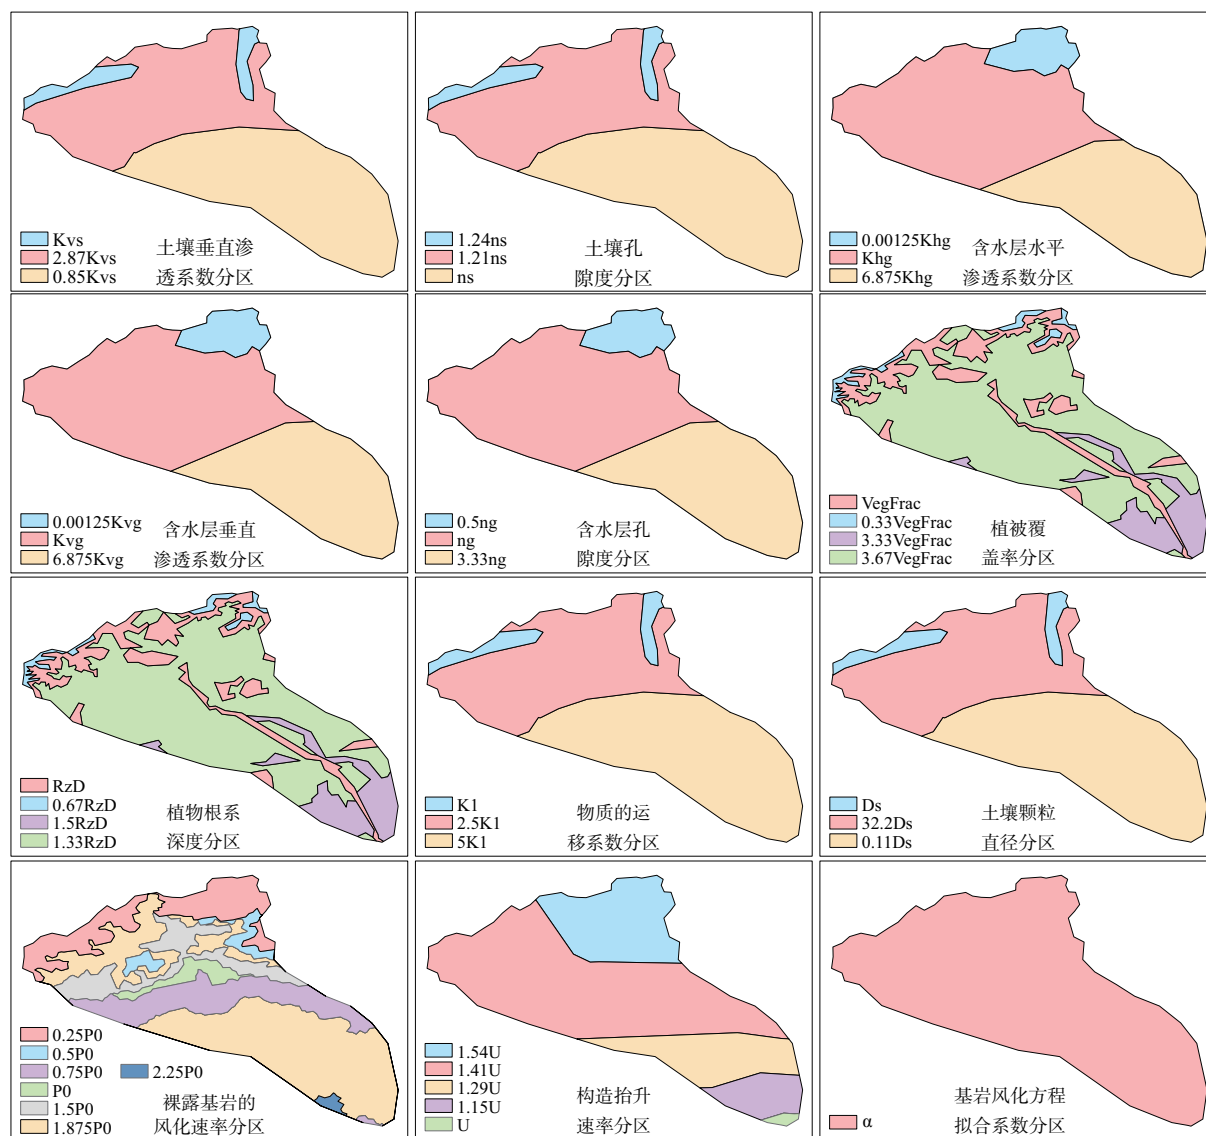 Kvs
2.87Kvs
0.85Kvs
土壤垂直渗
透系数分区
1.24ns
1.21ns
ns
土壤孔
隙度分区
0.00125Khg
Khg
6.875Khg
含水层水平
渗透系数分区
0.00125Kvg
Kvg
6.875Kvg
含水层垂直
渗透系数分区
0.5ng
ng
3.33ng
含水层孔
隙度分区
VegFrac
0.33VegFrac
3.33VegFrac
3.67VegFrac
植被覆
盖率分区
RzD
0.67RzD
1.5RzD
1.33RzD
植物根系
深度分区
K1
2.5K1
5K1
物质的运
移系数分区
Ds
32.2Ds
0.11Ds
土壤颗粒
直径分区
0.25P0
0.5P0
0.75P0
P0
1.5P0
1.875P0
2.25P0
裸露基岩的
风化速率分区
1.54U
1.41U
1.29U
1.15U
U
构造抬升
速率分区
α
基岩风化方程
拟合系数分区